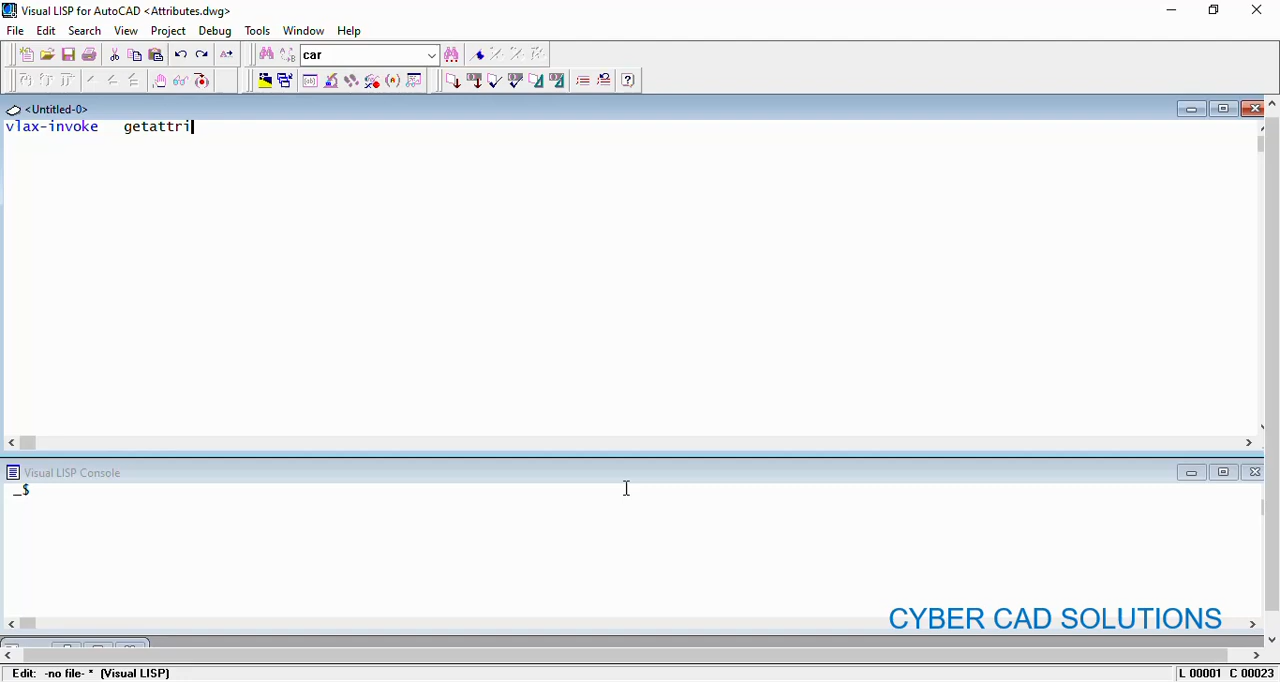 Visual LISP for AutoCAD <Attributes.dwg>
File Edit Search View Project Debug Tools Window Help
car
<Untitled-0>
vlax-invoke getattri
Visual LISP Console
_$
CYBER CAD SOLUTIONS
Edit: -no file- * (Visual LISP)
L 00001 C 00023